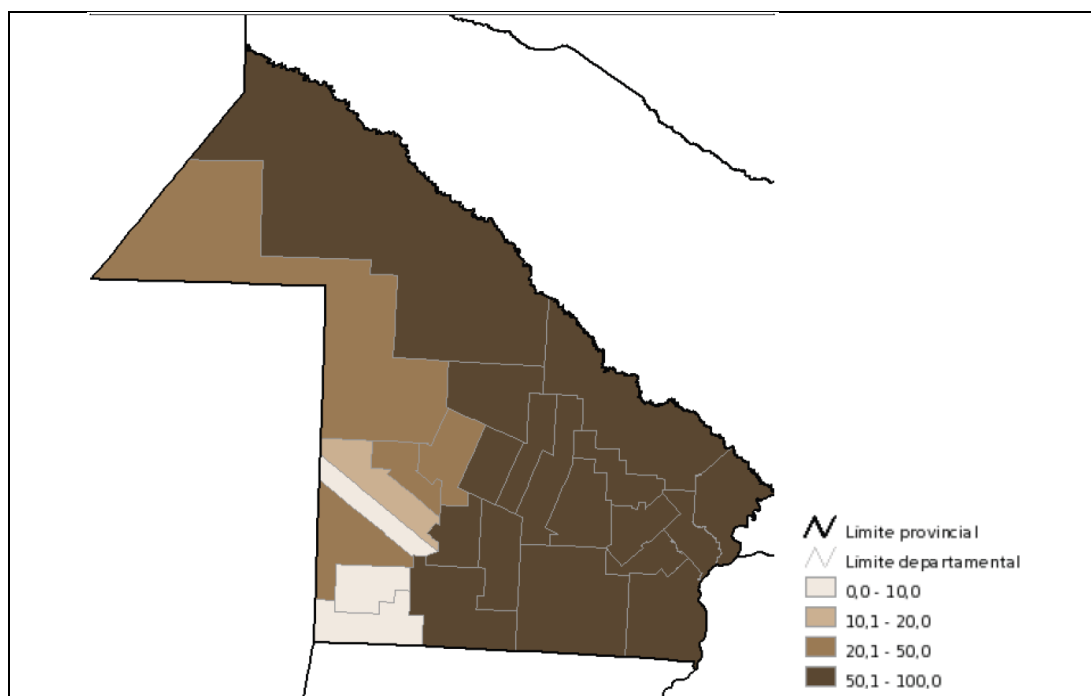 Límite provincial
Límite departamental
0,0 - 10,0
10,1 - 20,0
20,1 - 50,0
50,1 - 100,0